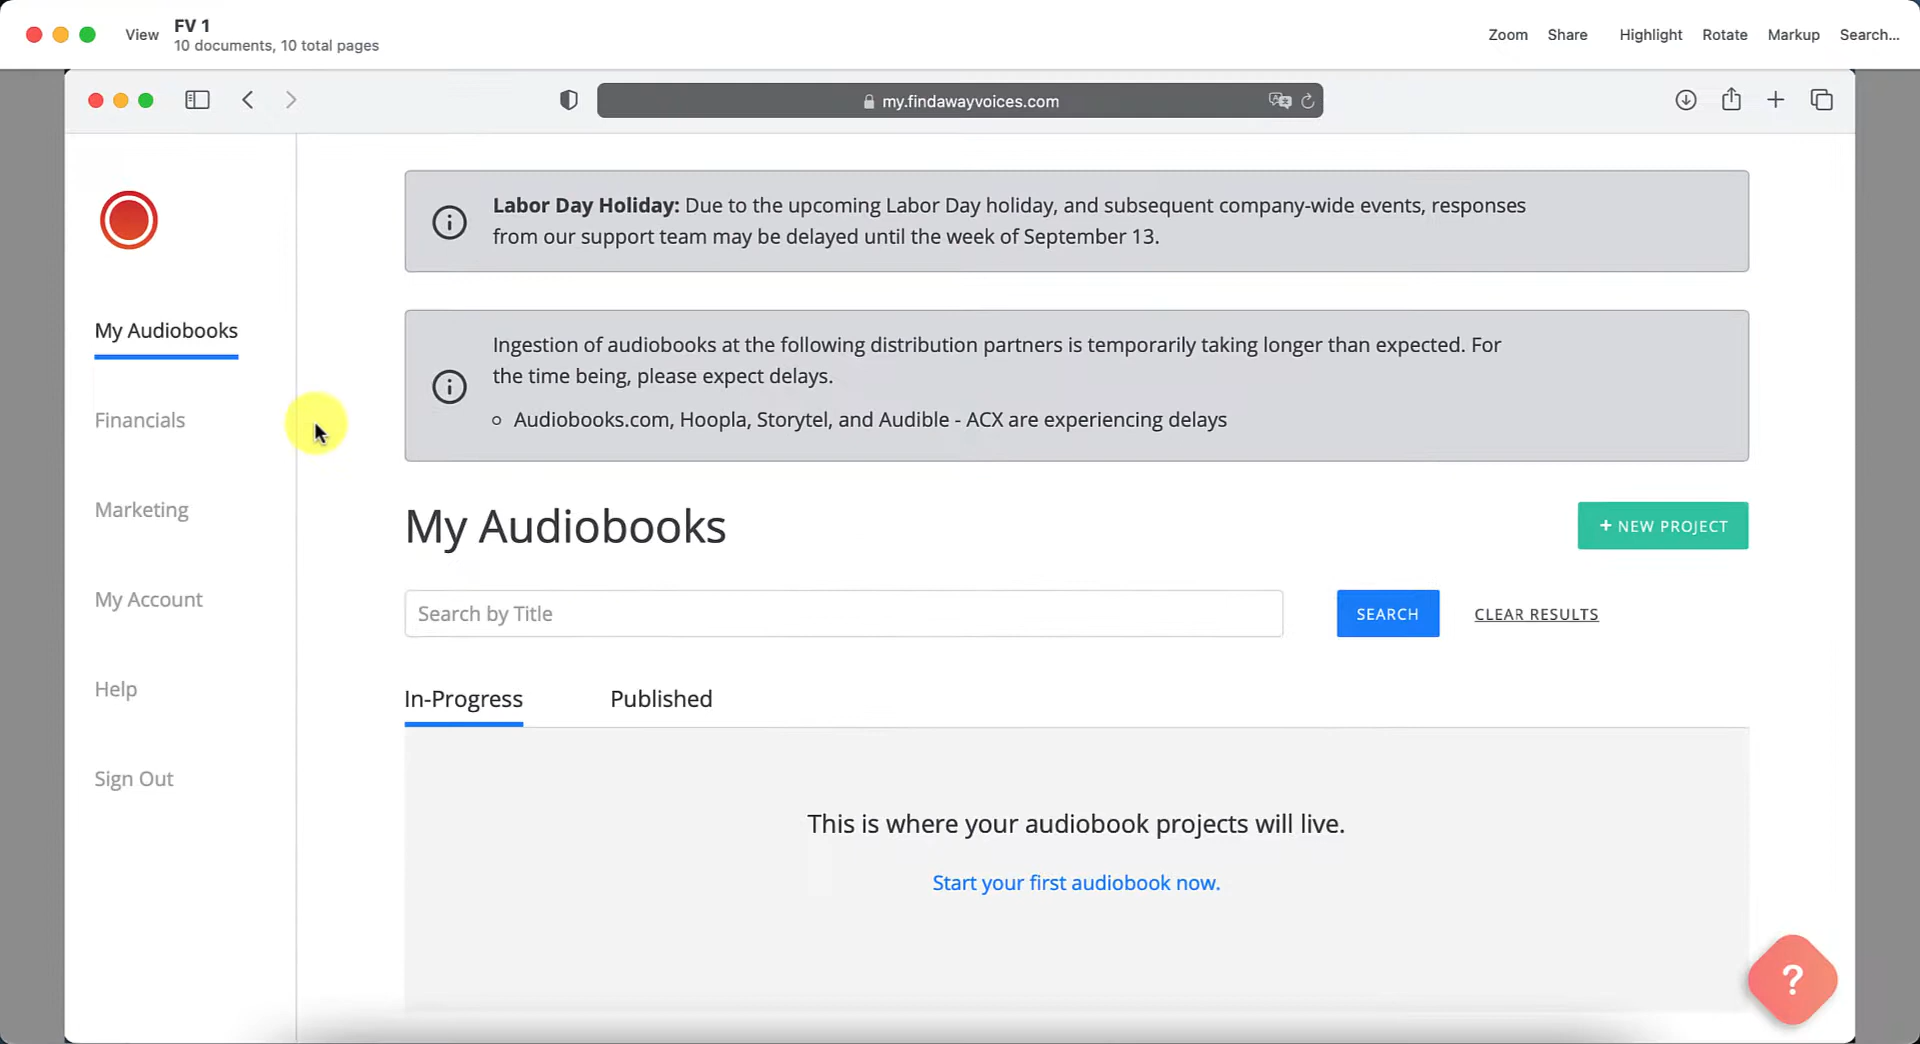 View
FV 1
10 documents, 10 total pages
Zoom
Share
Highlight
Rotate
Markup
Search...
my.findawayvoices.com
Labor Day Holiday: Due to the upcoming Labor Day holiday, and subsequent company-wide events, responses
from our support team may be delayed until the week of September 13.
Ingestion of audiobooks at the following distribution partners is temporarily taking longer than expected. For
the time being, please expect delays.
Audiobooks.com, Hoopla, Storytel, and Audible - ACX are experiencing delays
My Audiobooks
Financials
Marketing
My Account
Help
Sign Out
My Audiobooks
+ NEW PROJECT
Search by Title
SEARCH
CLEAR RESULTS
In-Progress
Published
This is where your audiobook projects will live.
Start your first audiobook now.
?